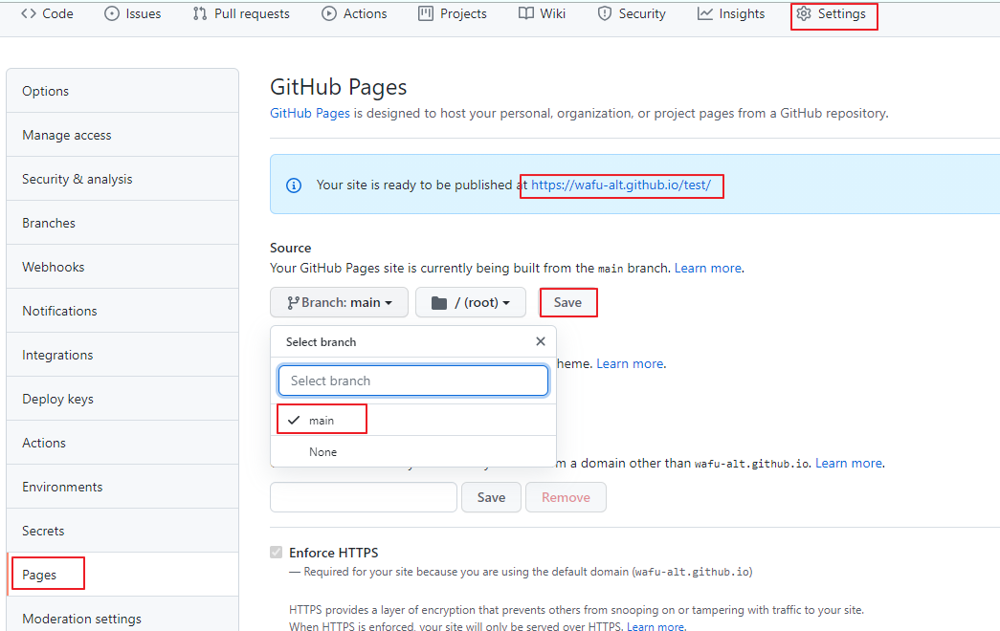 Code Issues Pull requests Actions Projects Wiki Security Insights Settings
Options
Manage access
Security & analysis
Branches
Webhooks
Notifications
Integrations
Deploy keys
Actions
Environments
Secrets
Pages
Moderation settings
GitHub Pages
GitHub Pages is designed to host your personal, organization, or project pages from a GitHub repository.
Your site is ready to be published at https://wafu-alt.github.io/test/
Source
Your GitHub Pages site is currently being built from the main branch. Learn more.
Branch: main / (root) Save
Select branch
heme. Learn more.
Select branch
main
None
m a domain other than wafu-alt.github.io. Learn more.
Save Remove
Enforce HTTPS
— Required for your site because you are using the default domain (wafu-alt.github.io)
HTTPS provides a layer of encryption that prevents others from snooping on or tampering with traffic to your site.
When HTTPS is enforced, your site will only be served over HTTPS. Learn more.